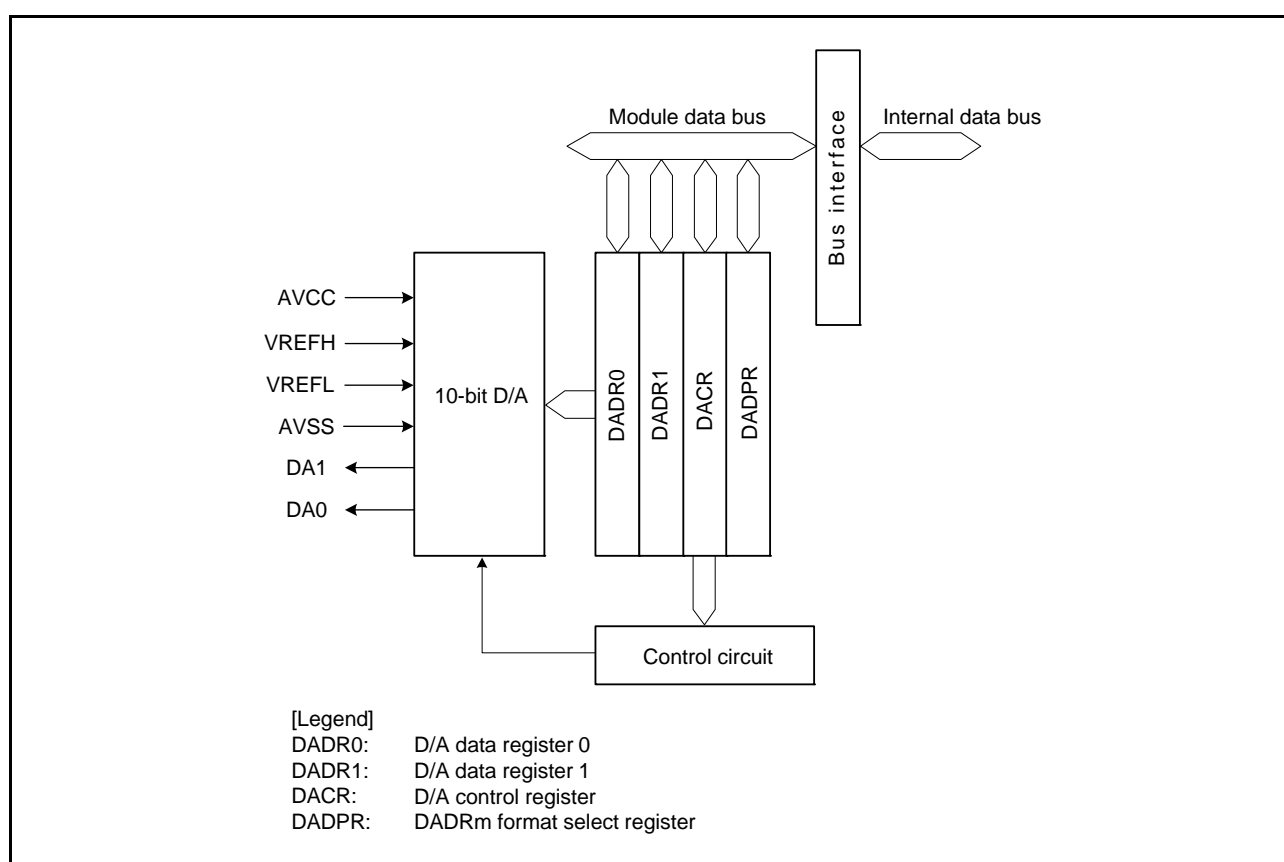 Module data bus
Internal data bus
Bus interface
AVCC
VREFH
VREFL
AVSS
DA1
DA0
10-bit D/A
DADR0
DADR1
DACR
DADPR
Control circuit
[Legend]
DADR0: D/A data register 0
DADR1: D/A data register 1
DACR: D/A control register
DADPR: DADRm format select register